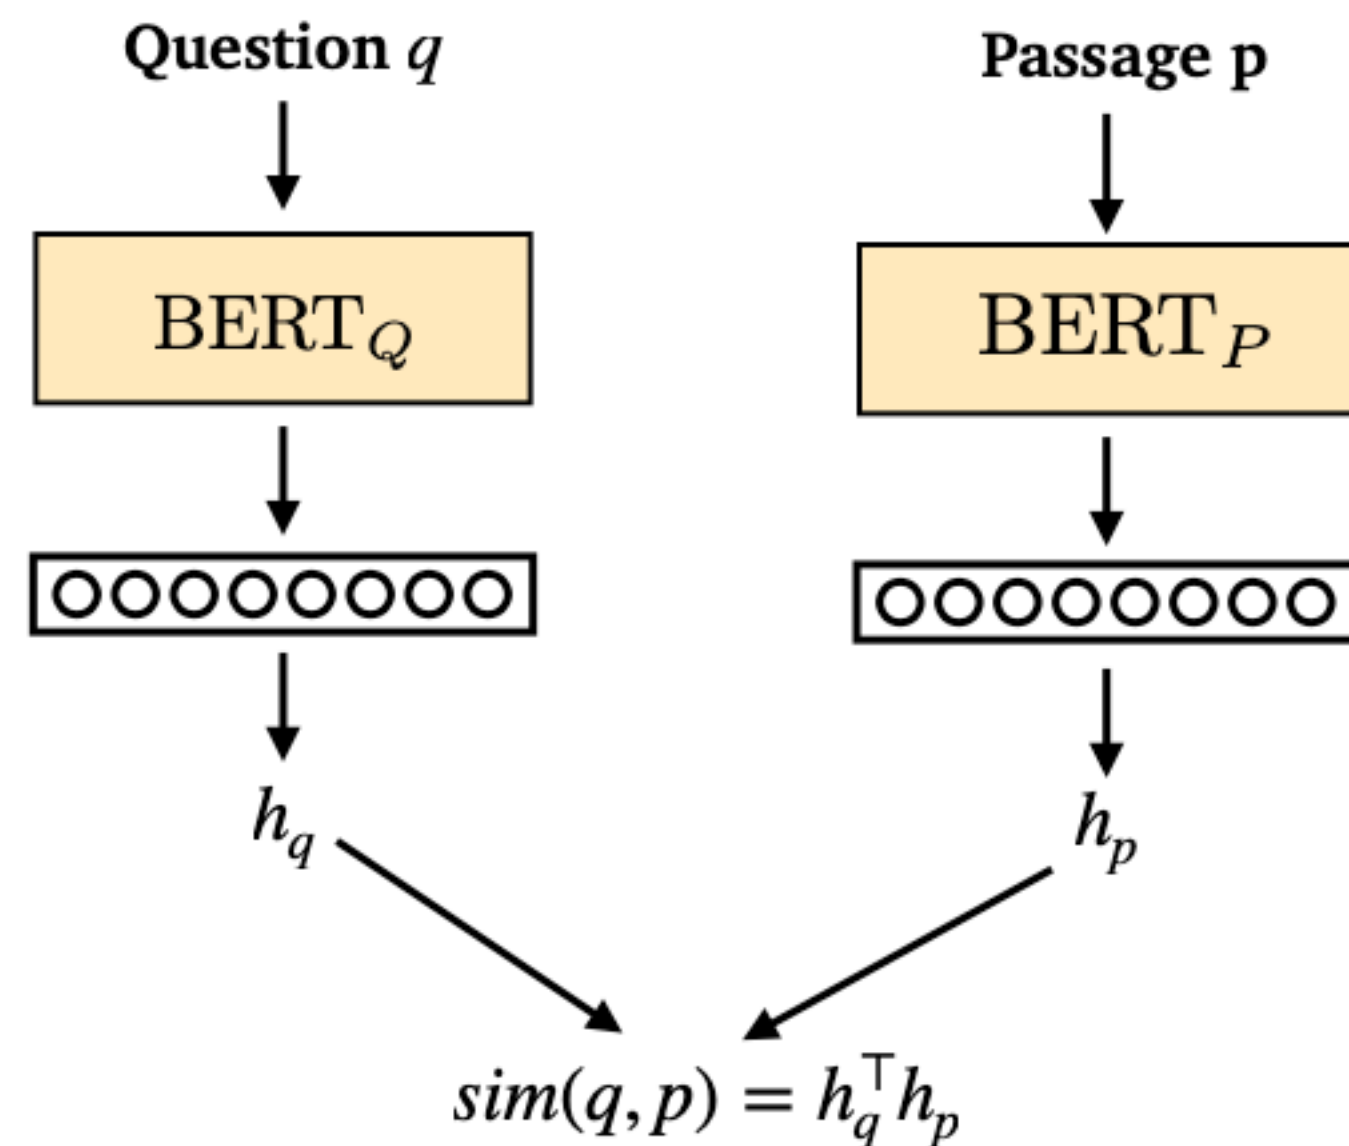 Question q
Passage p
BERT_Q
BERT_P
h_q
h_p
sim(q, p) = h_q^⊤ h_p